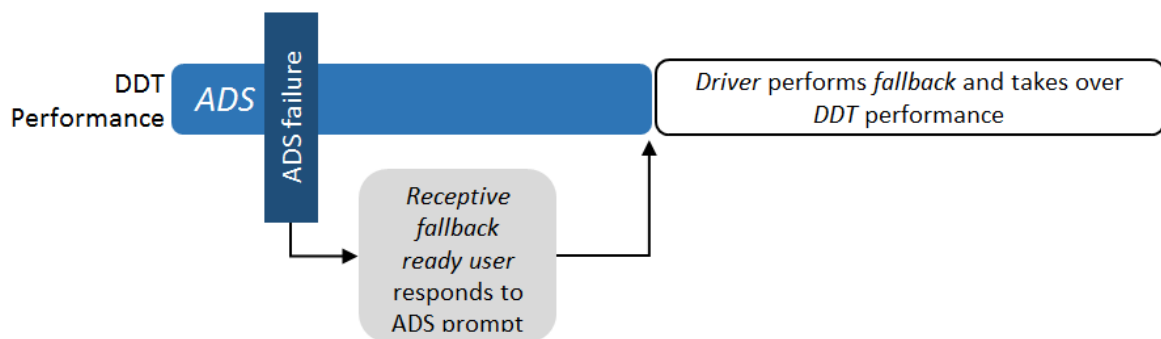 DDT
Performance
ADS
ADS failure
Driver performs fallback and takes over
DDT performance
Receptive
fallback
ready user
responds to
ADS prompt